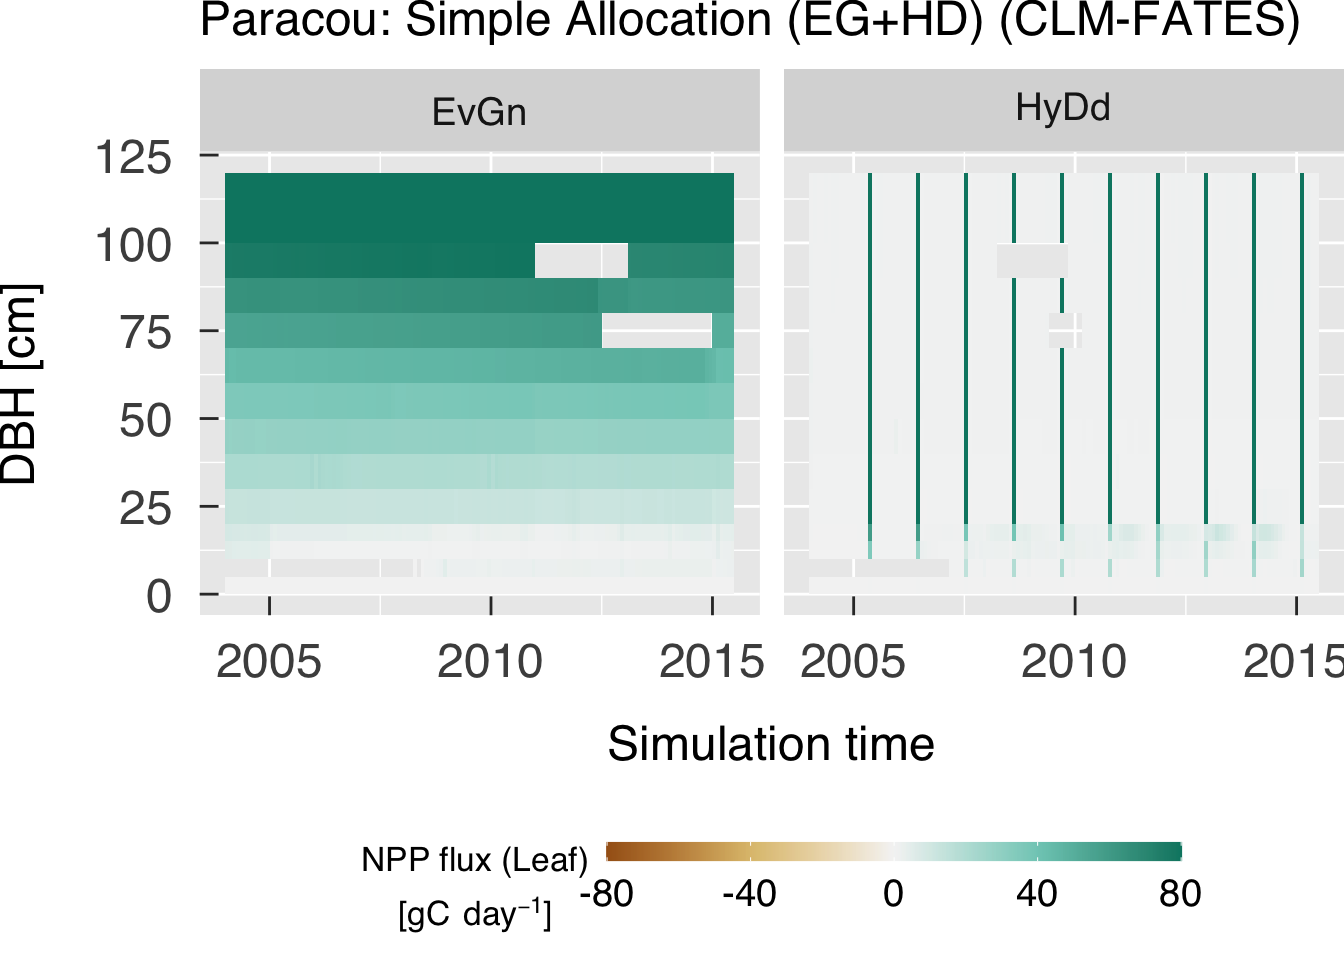 Paracou: Simple Allocation (EG+HD) (CLM-FATES)
EvGn
HyDd
125
100
75
50
25
0
DBH [cm]
2005 2010 2015
2005 2010 2015
Simulation time
NPP flux (Leaf)
[gC day⁻¹]
-80 -40 0 40 80